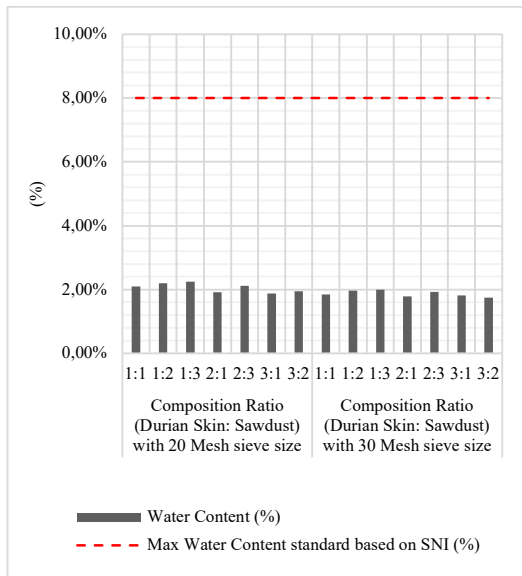 10,00%
8,00%
6,00%
(%)
4,00%
2,00%
0,00%
1:1 1:2 1:3 2:1 2:3 3:1 3:2 1:1 1:2 1:3 2:1 2:3 3:1 3:2
Composition Ratio
(Durian Skin: Sawdust)
with 20 Mesh sieve size
Composition Ratio
(Durian Skin: Sawdust)
with 30 Mesh sieve size
Water Content (%)
Max Water Content standard based on SNI (%)